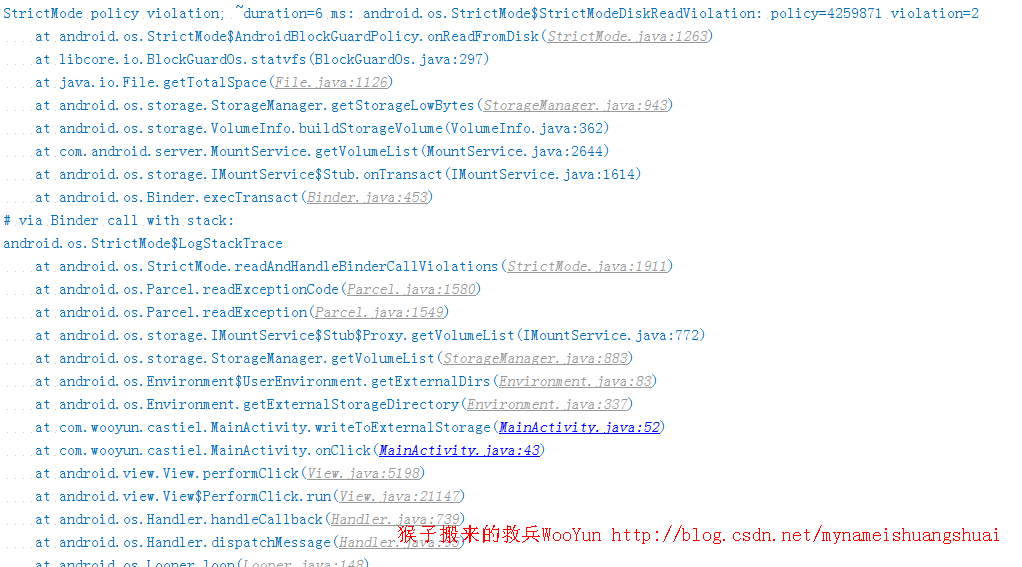 StrictMode policy violation; ~duration=6 ms: android.os.StrictMode$StrictModeDiskReadViolation: policy=4259871 violation=2
at android.os.StrictMode$AndroidBlockGuardPolicy.onReadFromDisk(StrictMode.java:1263)
at libcore.io.BlockGuardOs.statvfs(BlockGuardOs.java:297)
at java.io.File.getTotalSpace(File.java:1126)
at android.os.storage.StorageManager.getStorageLowBytes(StorageManager.java:943)
at android.os.storage.VolumeInfo.buildStorageVolume(VolumeInfo.java:362)
at com.android.server.MountService.getVolumeList(MountService.java:2644)
at android.os.storage.IMountService$Stub.onTransact(IMountService.java:1614)
at android.os.Binder.execTransact(Binder.java:453)
# via Binder call with stack:
android.os.StrictMode$LogStackTrace
at android.os.StrictMode.readAndHandleBinderCallViolations(StrictMode.java:1911)
at android.os.Parcel.readExceptionCode(Parcel.java:1580)
at android.os.Parcel.readException(Parcel.java:1549)
at android.os.storage.IMountService$Stub$Proxy.getVolumeList(IMountService.java:772)
at android.os.storage.StorageManager.getVolumeList(StorageManager.java:883)
at android.os.Environment$UserEnvironment.getExternalDirs(Environment.java:83)
at android.os.Environment.getExternalStorageDirectory(Environment.java:337)
at com.wooyun.castiel.MainActivity.writeToExternalStorage(MainActivity.java:52)
at com.wooyun.castiel.MainActivity.onClick(MainActivity.java:43)
at android.view.View.performClick(View.java:5198)
at android.view.View$PerformClick.run(View.java:21147)
at android.os.Handler.handleCallback(Handler.java:739)
at android.os.Handler.dispatchMessage(Handler.java:95)
猴子搬来的救兵WooYun http://blog.csdn.net/mynameishuangshuai
at android.os.Looper.loop(Looper.java:148)